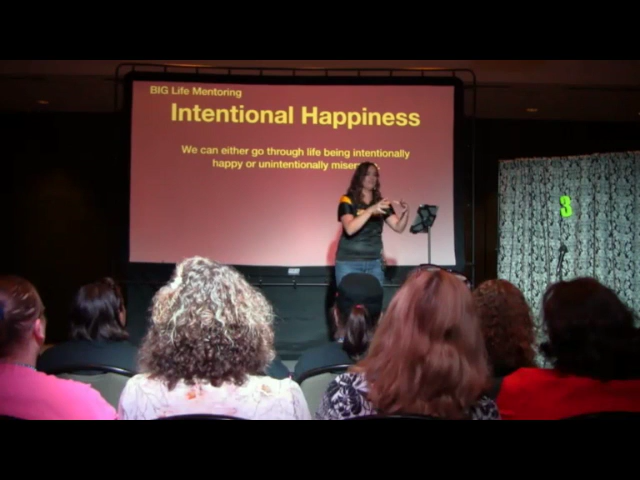 BIG Life Mentoring
Intentional Happiness
We can either go through life being intentionally
happy or unintentionally
3